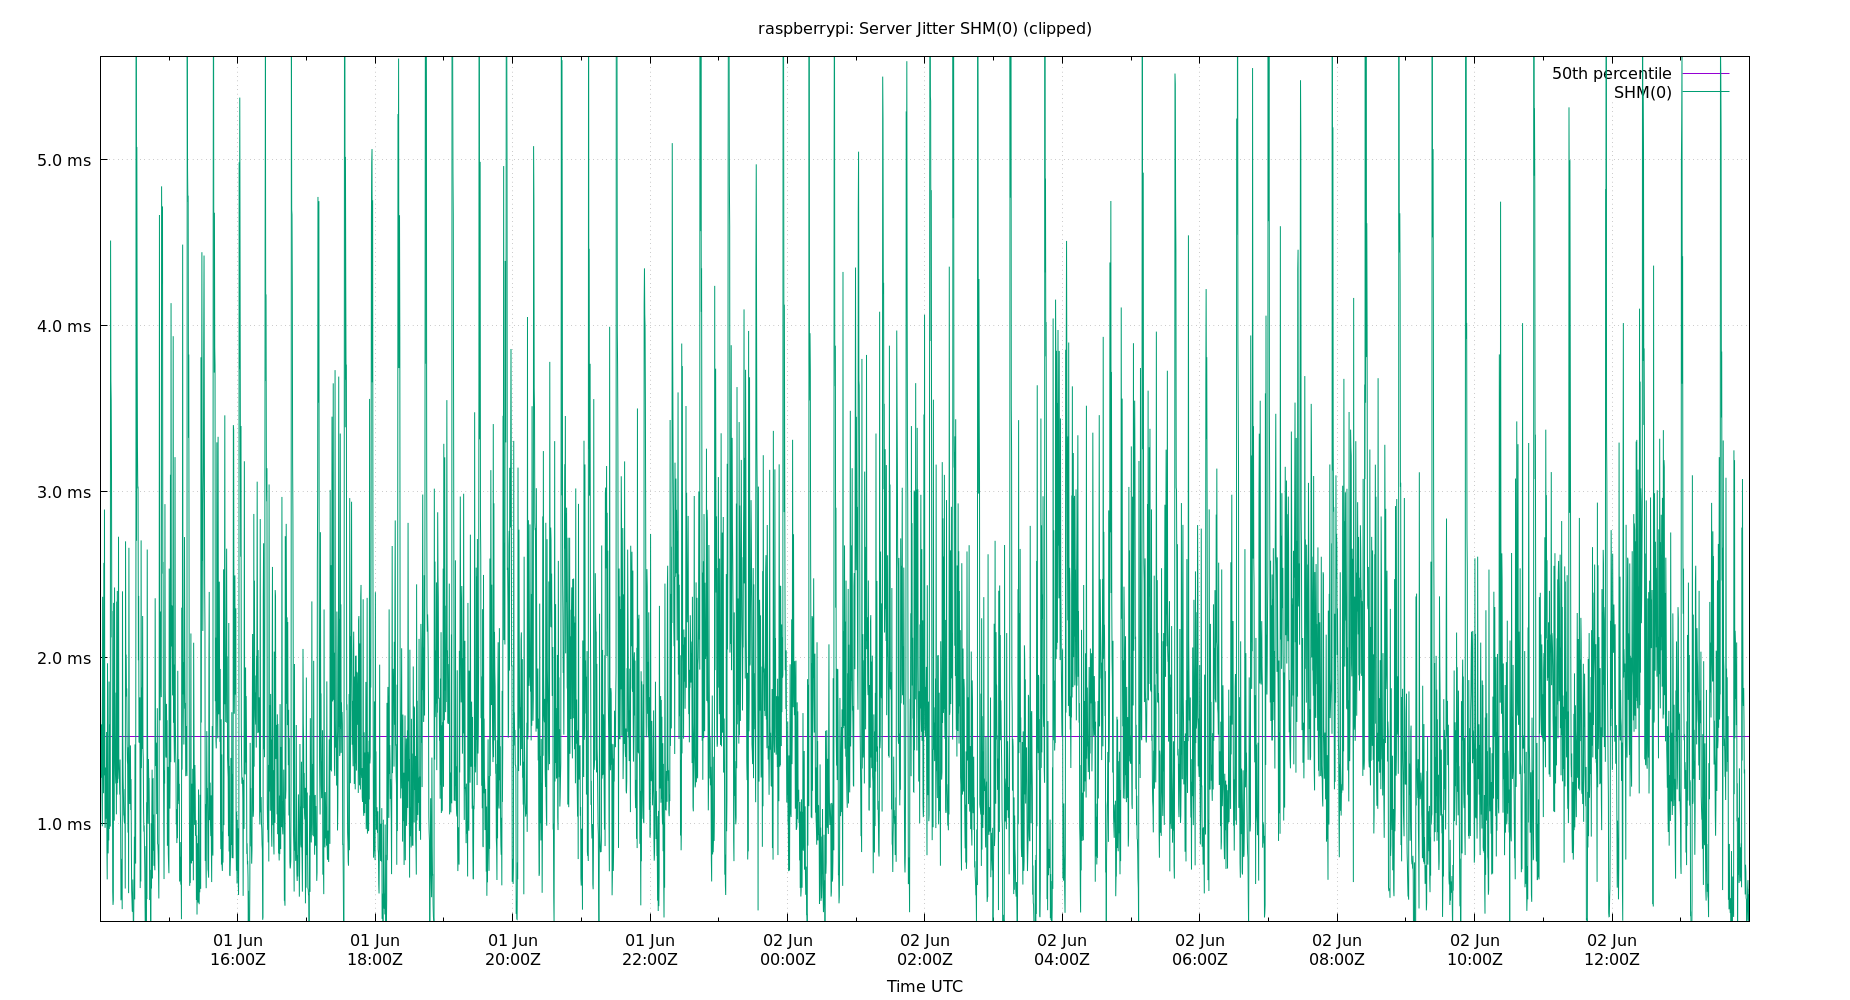 raspberrypi: Server Jitter SHM(0) (clipped)
50th percentile
SHM(0)
5.0 ms
4.0 ms
3.0 ms
2.0 ms
1.0 ms
01 Jun 01 Jun 01 Jun 01 Jun 02 Jun 02 Jun 02 Jun 02 Jun 02 Jun 02 Jun 02 Jun
16:00Z 18:00Z 20:00Z 22:00Z 00:00Z 02:00Z 04:00Z 06:00Z 08:00Z 10:00Z 12:00Z
Time UTC